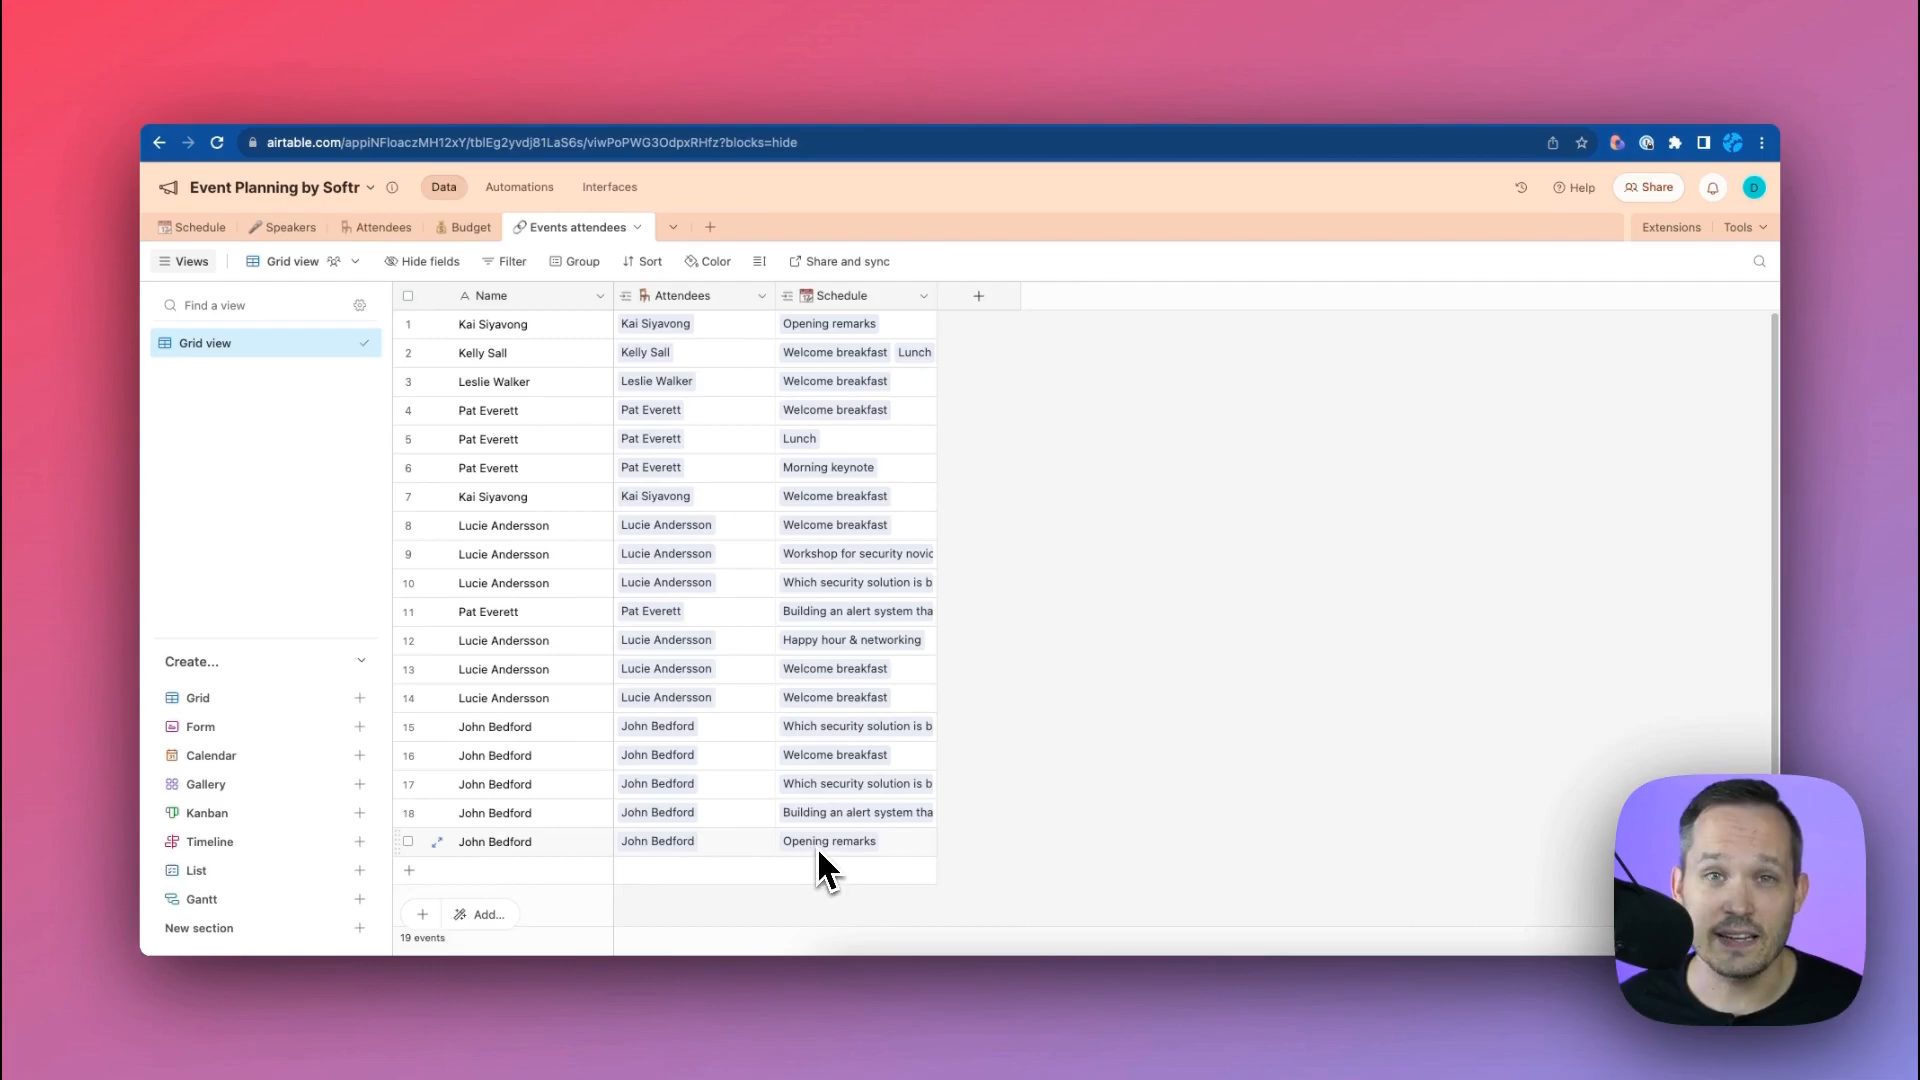 airtable.com/appiNFloaczMH12xY/tblEg2yvdj81LaS6s/viwPoPWG3OdpxRHfz?blocks=hide
Event Planning by Softr Data Automations Interfaces Help Share D
Schedule Speakers Attendees Budget Events attendees Extensions Tools
Views Grid view Hide fields Filter Group Sort Color Share and sync
Find a view
Grid view
Create...
Grid
Form
Calendar
Gallery
Kanban
Timeline
List
Gantt
New section
A Name Attendees Schedule
1 Kai Siyavong Kai Siyavong Opening remarks
2 Kelly Sall Kelly Sall Welcome breakfast Lunch
3 Leslie Walker Leslie Walker Welcome breakfast
4 Pat Everett Pat Everett Welcome breakfast
5 Pat Everett Pat Everett Lunch
6 Pat Everett Pat Everett Morning keynote
7 Kai Siyavong Kai Siyavong Welcome breakfast
8 Lucie Andersson Lucie Andersson Welcome breakfast
9 Lucie Andersson Lucie Andersson Workshop for security novic
10 Lucie Andersson Lucie Andersson Which security solution is b
11 Pat Everett Pat Everett Building an alert system tha
12 Lucie Andersson Lucie Andersson Happy hour & networking
13 Lucie Andersson Lucie Andersson Welcome breakfast
14 Lucie Andersson Lucie Andersson Welcome breakfast
15 John Bedford John Bedford Which security solution is b
16 John Bedford John Bedford Welcome breakfast
17 John Bedford John Bedford Which security solution is b
18 John Bedford John Bedford Building an alert system tha
John Bedford John Bedford Opening remarks
Add...
19 events